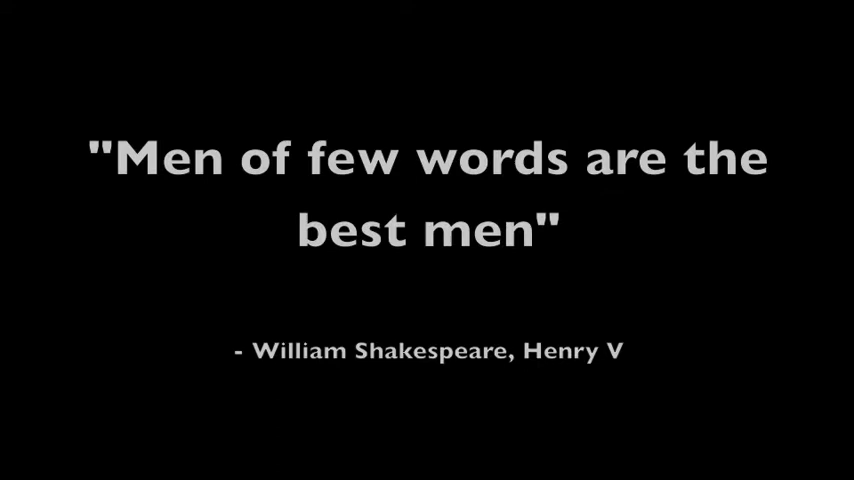 "Men of few words are the
best men"
- William Shakespeare, Henry V